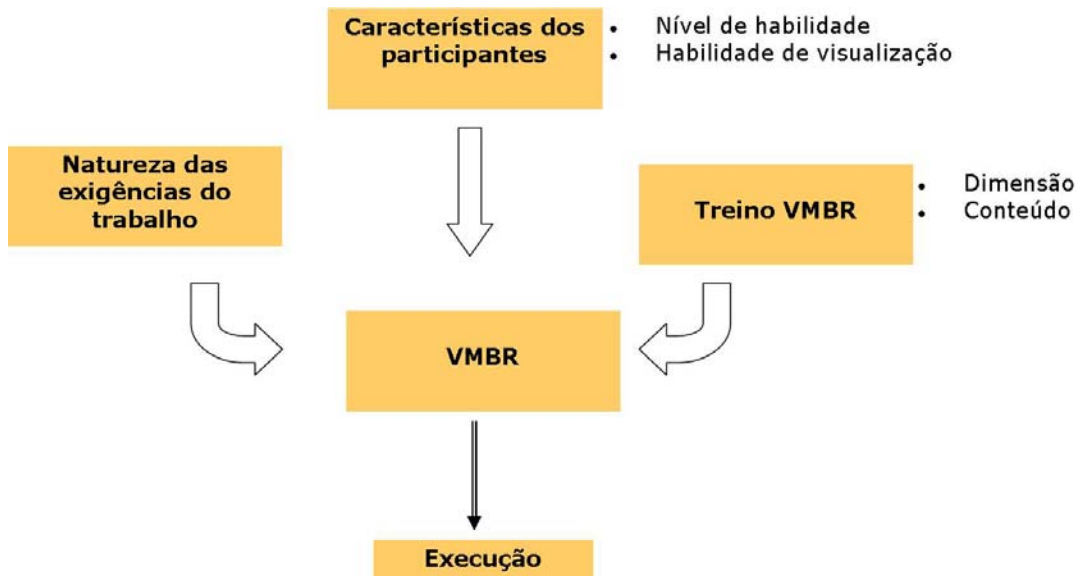 Características dos
participantes
• Nível de habilidade
• Habilidade de visualização
Natureza das
exigências do
trabalho
Treino VMBR
• Dimensão
• Conteúdo
VMBR
Execução